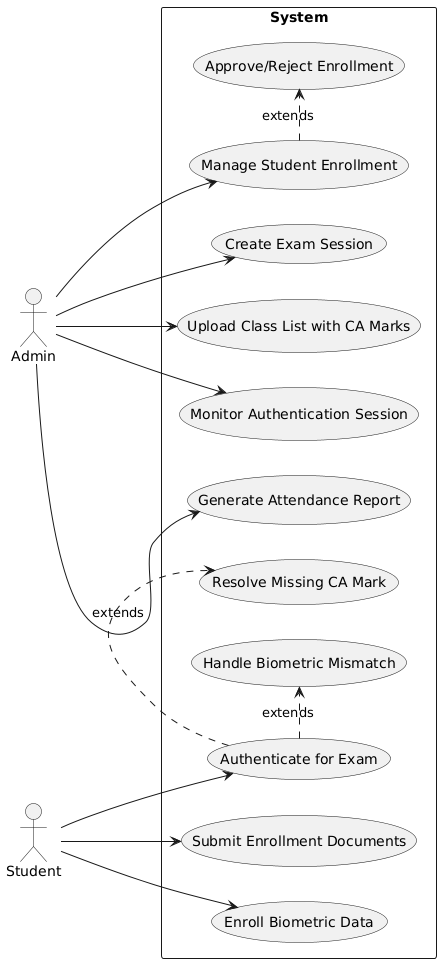 System
Approve/Reject Enrollment
extends
Manage Student Enrollment
Create Exam Session
Upload Class List with CA Marks
Admin
Monitor Authentication Session
Generate Attendance Report
Resolve Missing CA Mark
extends
Handle Biometric Mismatch
extends
Authenticate for Exam
Submit Enrollment Documents
Student
Enroll Biometric Data